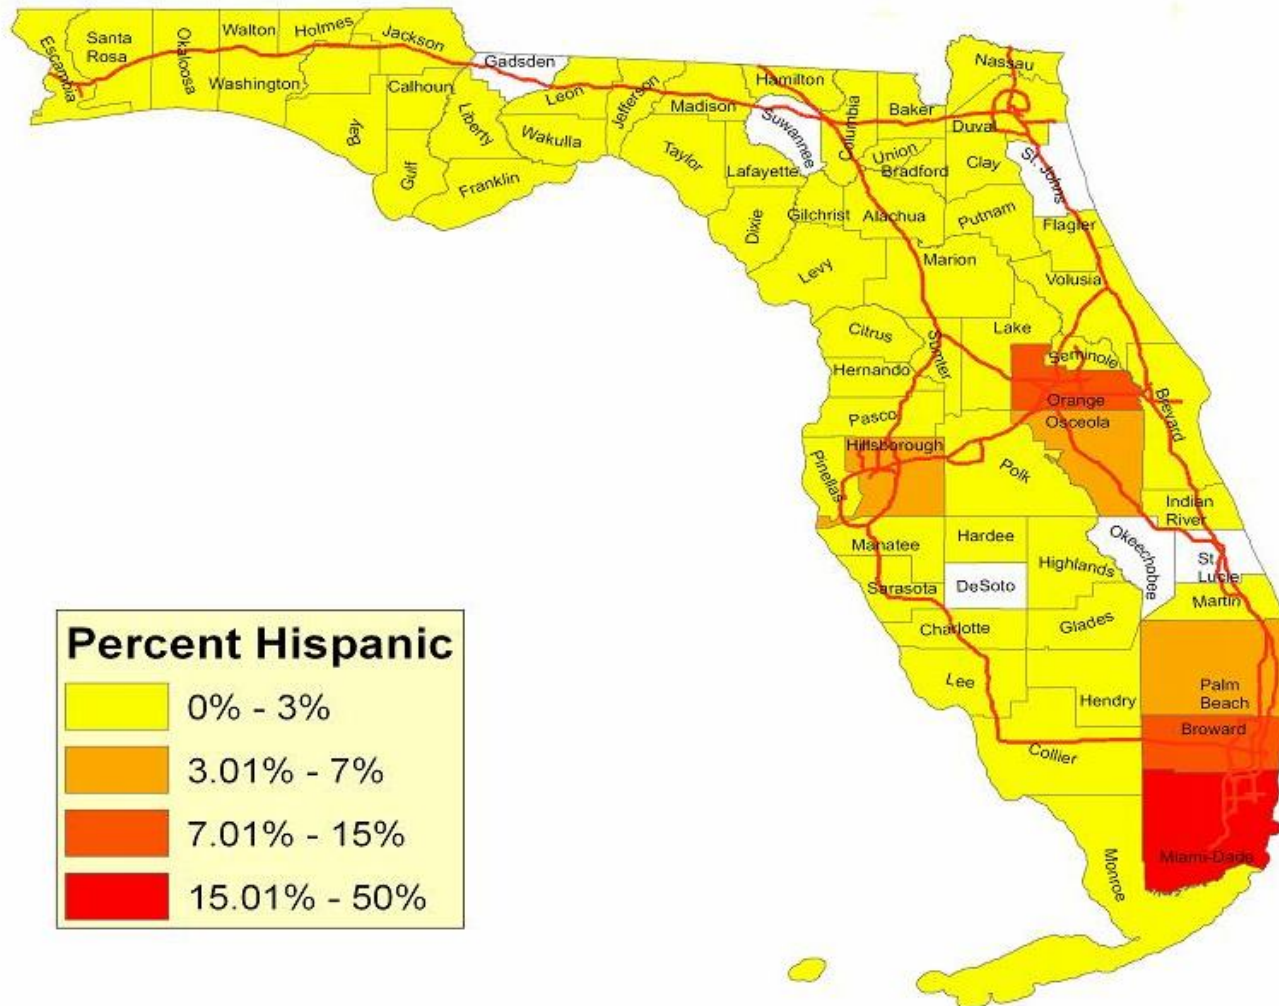 Escambia
Santa
Rosa
Okaloosa
Walton
Holmes
Washington
Jackson
Bay
Calhoun
Gulf
Liberty
Gadsden
Franklin
Leon
Wakulla
Jefferson
Madison
Taylor
Hamilton
Suwannee
Lafayette
Dixie
Columbia
Baker
Nassau
Duval
Union
Bradford
Clay
St. Johns
Gilchrist
Alachua
Putnam
Flagler
Levy
Marion
Volusia
Citrus
Sumter
Lake
Hernando
Seminole
Pasco
Orange
Brevard
Hillsborough
Osceola
Pinellas
Polk
Indian
River
Manatee
Hardee
Highlands
Okeechobee
St.
Lucie
Sarasota
DeSoto
Martin
Charlotte
Glades
Lee
Hendry
Palm
Beach
Broward
Collier
Miami-Dade
Monroe
Percent Hispanic
0% - 3%
3.01% - 7%
7.01% - 15%
15.01% - 50%